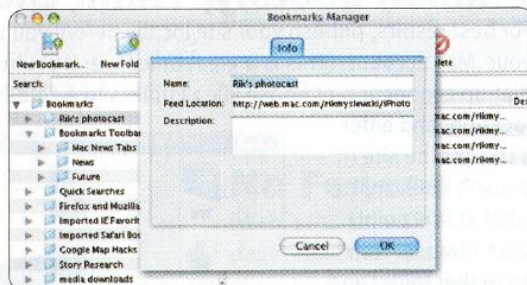 Bookmarks Manager
Info
New Bookmark... New Fold
lete
Search:
Name: Rik's photocast
Feed Location: http://web.mac.com/rikmyslewski/iPhoto
Description:
De
Bookmarks
Rik's photocast
mac.com/rikmy...
Bookmarks Toolbar
mac.com/rikmy...
Mac News Tabs
mac.com/rikmy...
News
mac.com/rikmy...
Future
Quick Searches
Firefox and Mozilla
Imported IE Favorit
Imported Safari Boo
Google Map Hacks
Story Research
media downloads
Cancel OK